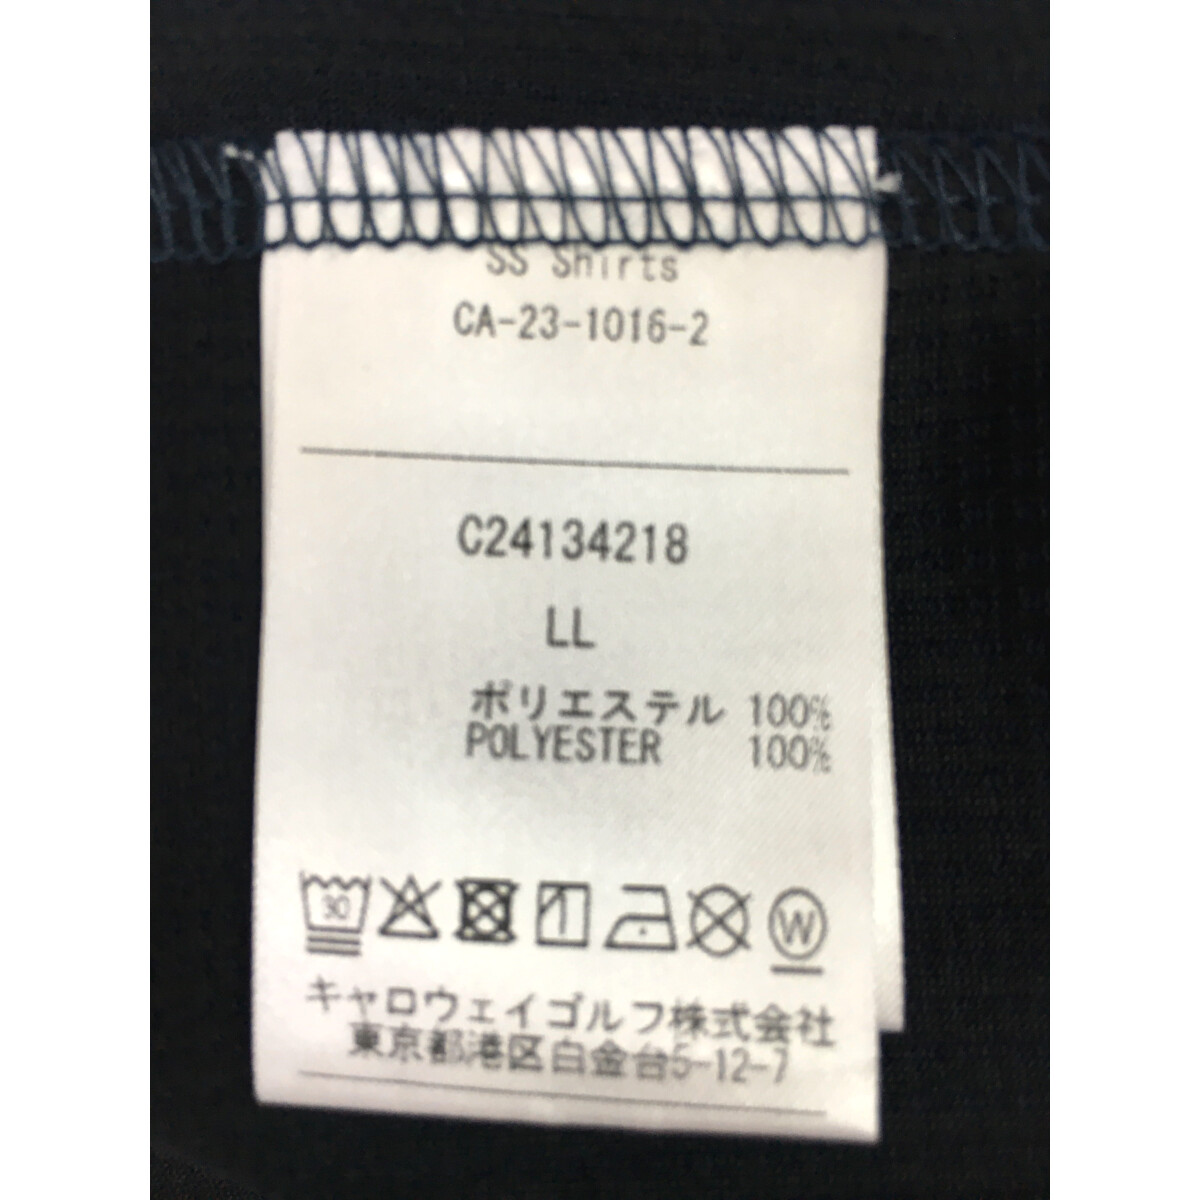 SS Shirts
CA-23-1016-2
C24134218
LL
ポリエステル 100%
POLYESTER 100%
30
W
キャロウェイゴルフ株式会社
東京都港区白金台5-12-7